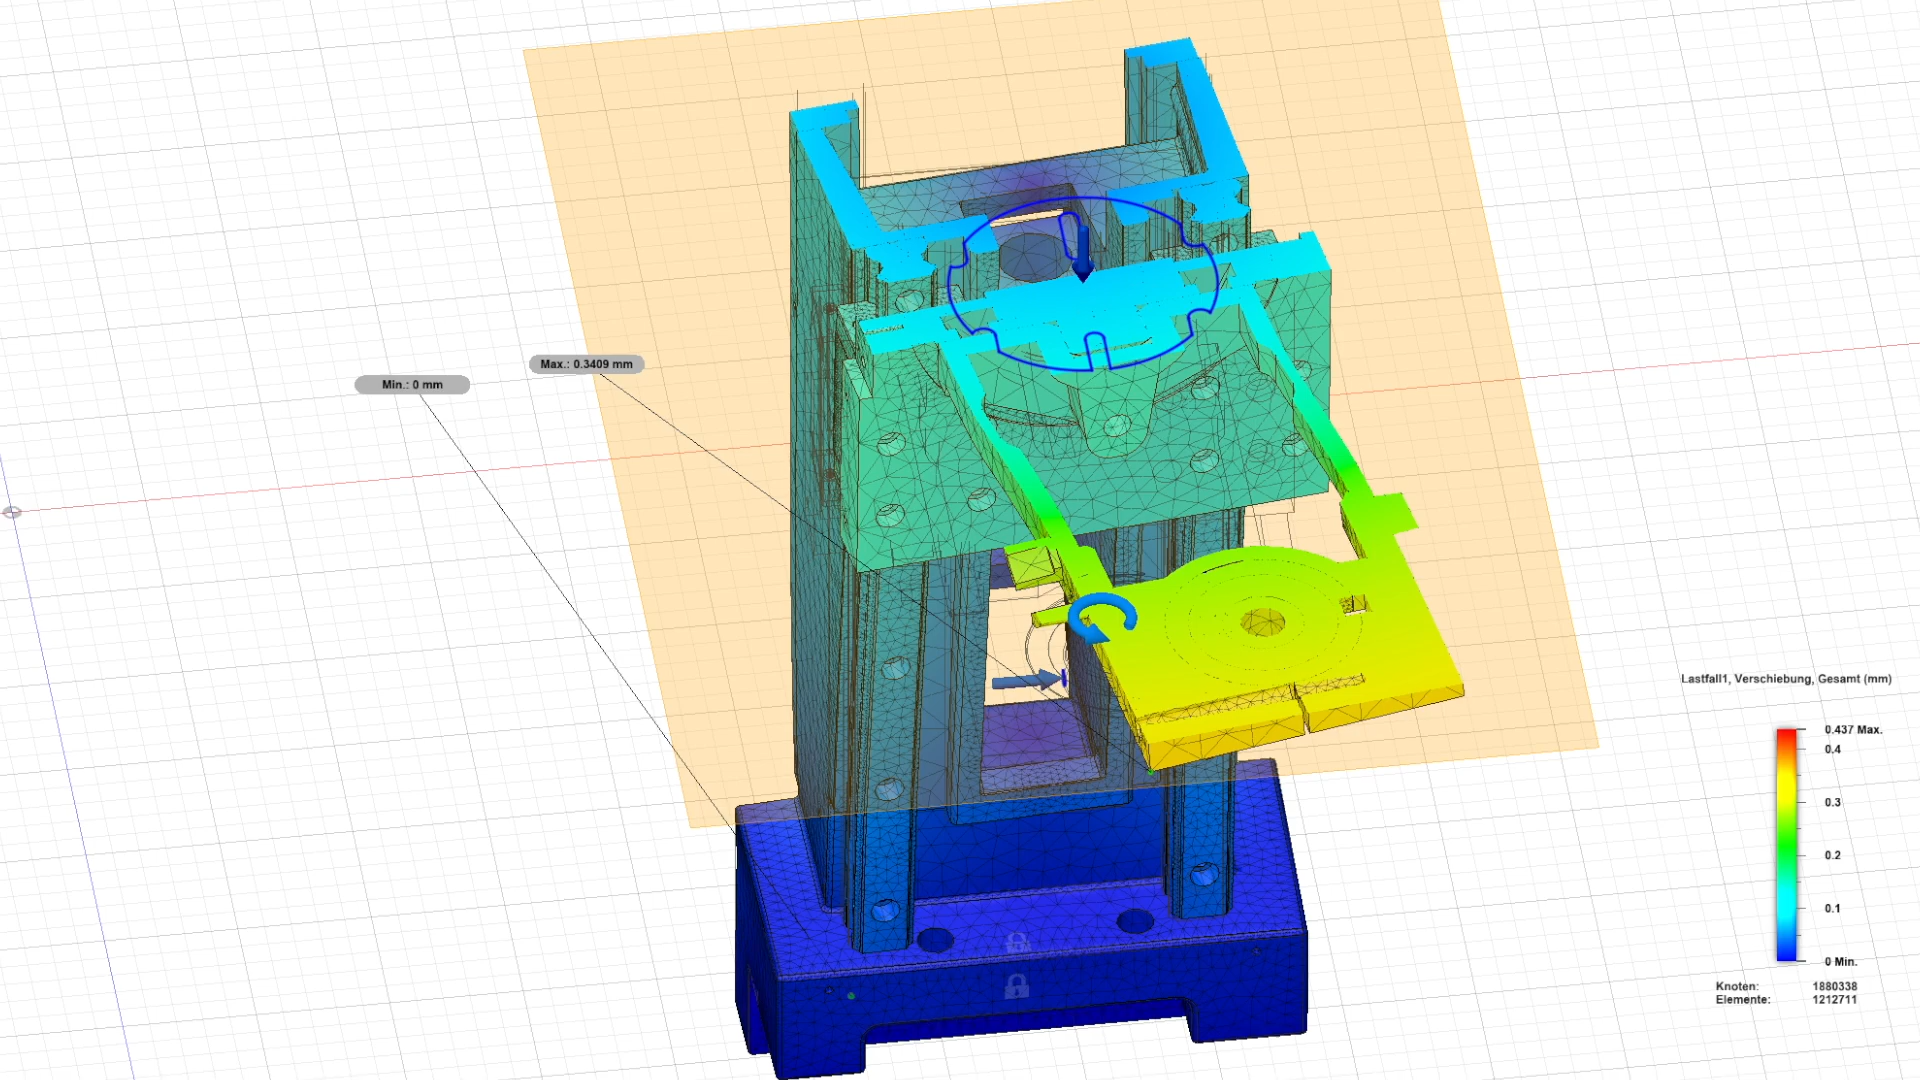 Max.: 0.3409 mm
Min.: 0 mm
Lastfall1, Verschiebung, Gesamt (mm)
0.437 Max.
0.4
0.3
0.2
0.1
0 Min.
Knoten: 1880338
Elemente: 1212711